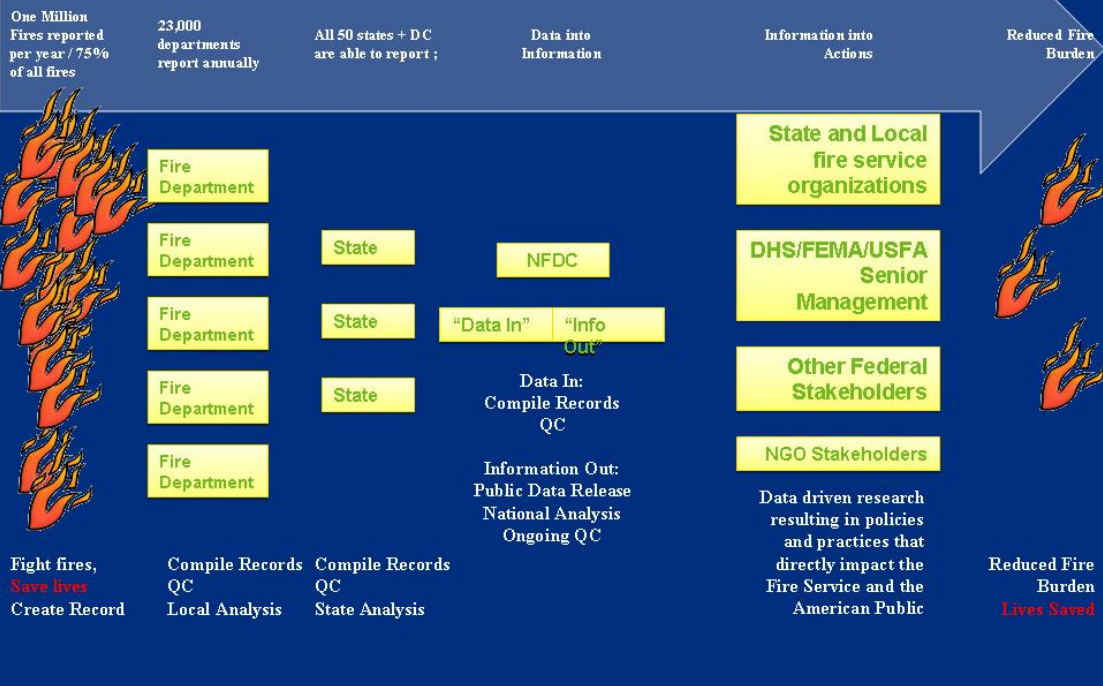 One Million
Fires reported
per year / 75%
of all fires
23,000
departments
report annually
All 50 states + DC
are able to report ;
Data into
Information
Information into
Actions
Reduced Fire
Burden
Fire
Department
Fire
Department
Fire
Department
Fire
Department
Fire
Department
State
State
State
NFDC
“Data In”
“Info
Out”
Data In:
Compile Records
QC
Information Out:
Public Data Release
National Analysis
Ongoing QC
State and Local
fire service
organizations
DHS/FEMA/USFA
Senior
Management
Other Federal
Stakeholders
NGO Stakeholders
Data driven research
resulting in policies
and practices that
directly impact the
Fire Service and the
American Public
Fight fires,
Save lives
Create Record
Compile Records
QC
Local Analysis
Compile Records
QC
State Analysis
Reduced Fire
Burden
Lives Saved